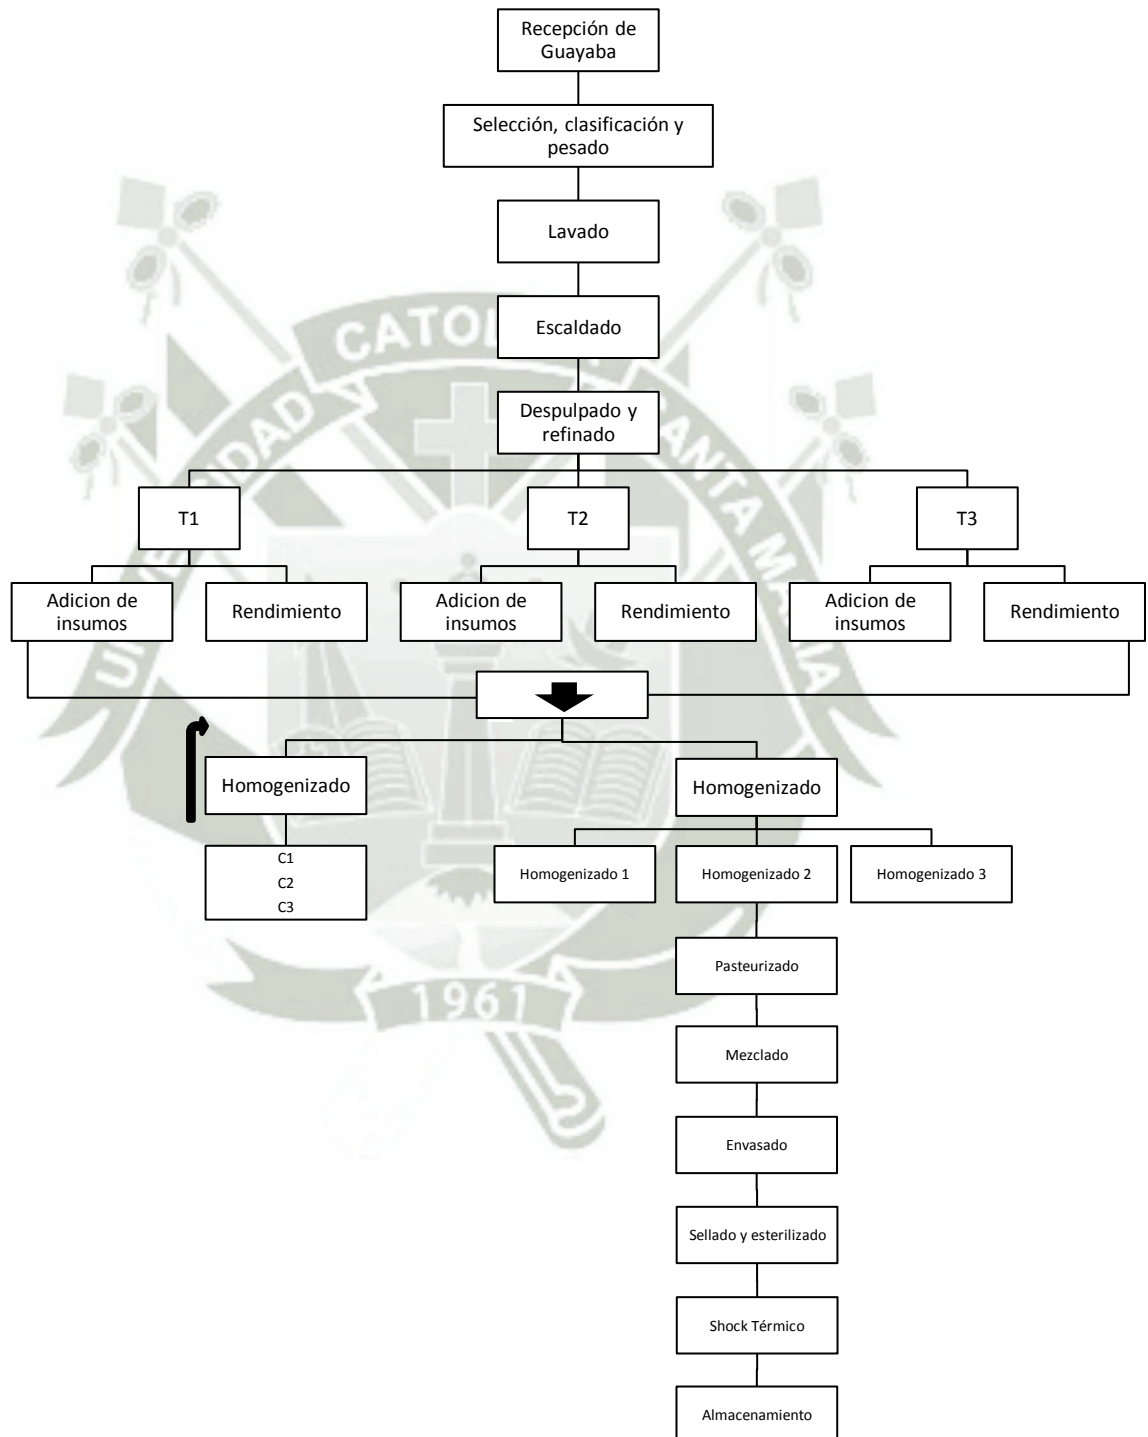 Recepción de
Guayaba
Selección, clasificación y
pesado
Lavado
Escaldado
Despulpado y
refinado
T1
T2
T3
Adicion de
insumos
Rendimiento
Adicion de
insumos
Rendimiento
Adicion de
insumos
Rendimiento
Homogenizado
Homogenizado
C1
C2
C3
Homogenizado 1
Homogenizado 2
Homogenizado 3
Pasteurizado
Mezclado
Envasado
Sellado y esterilizado
Shock Térmico
Almacenamiento
1961